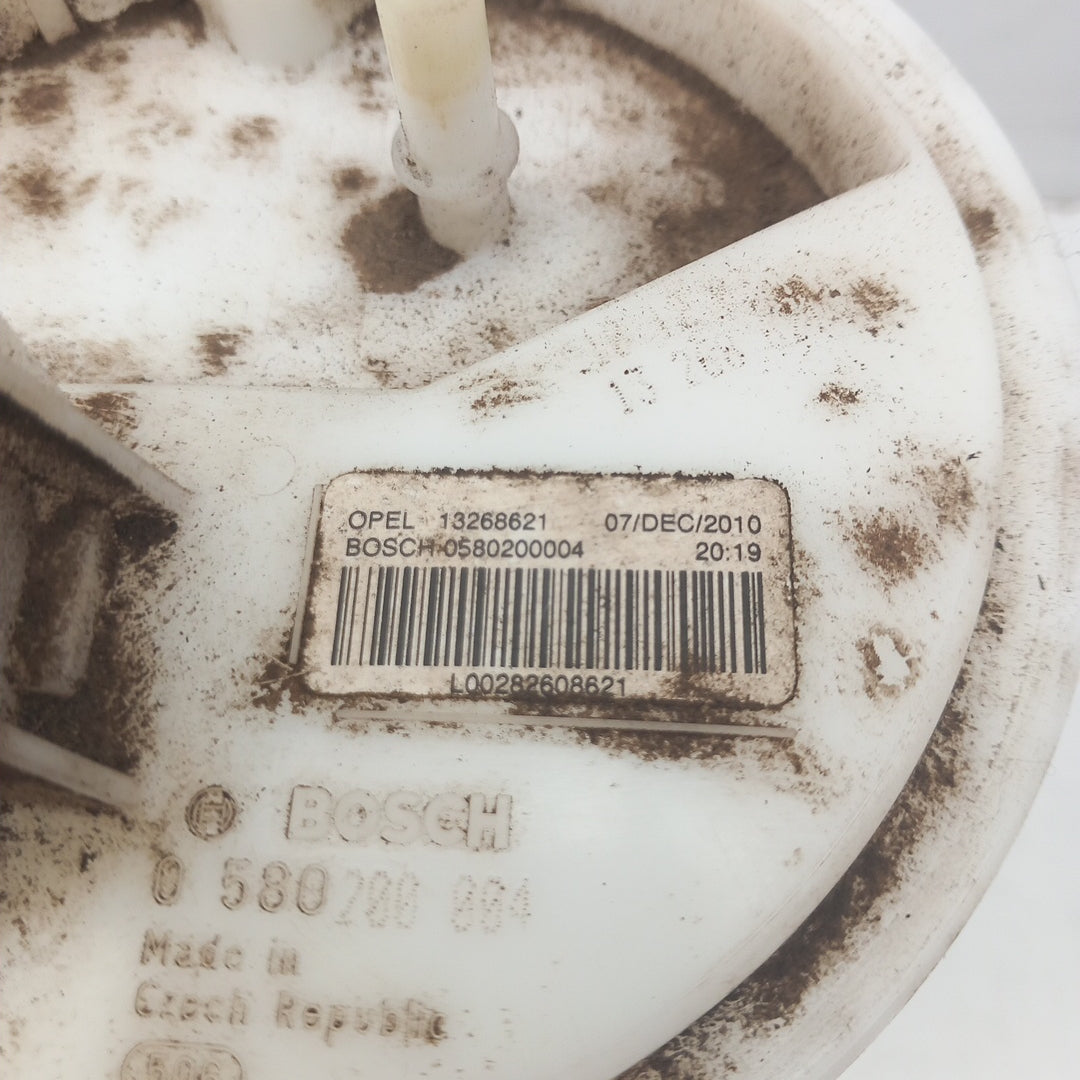 OPEL 13268621 07/DEC/2010
BOSCH 0580200004 20:19
L00282608621
BOSCH
0 580 200 004
Made in
Czech Republic